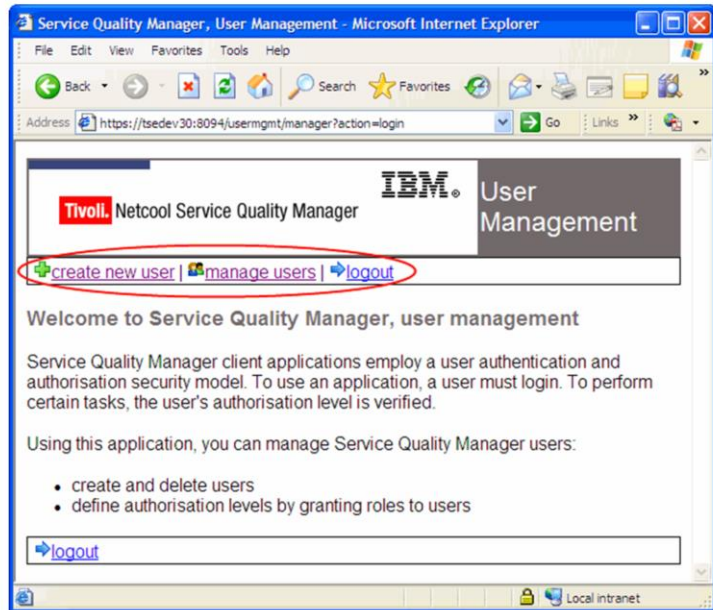 Service Quality Manager, User Management - Microsoft Internet Explorer
File Edit View Favorites Tools Help
Back Search Favorites
Address https://tsedev30:8094/usermgmt/manager?action=login Go Links
IBM®
Tivoli. Netcool Service Quality Manager
User
Management
create new user | manage users | logout
Welcome to Service Quality Manager, user management
Service Quality Manager client applications employ a user authentication and
authorisation security model. To use an application, a user must login. To perform
certain tasks, the user's authorisation level is verified.
Using this application, you can manage Service Quality Manager users:
• create and delete users
• define authorisation levels by granting roles to users
logout
Local intranet